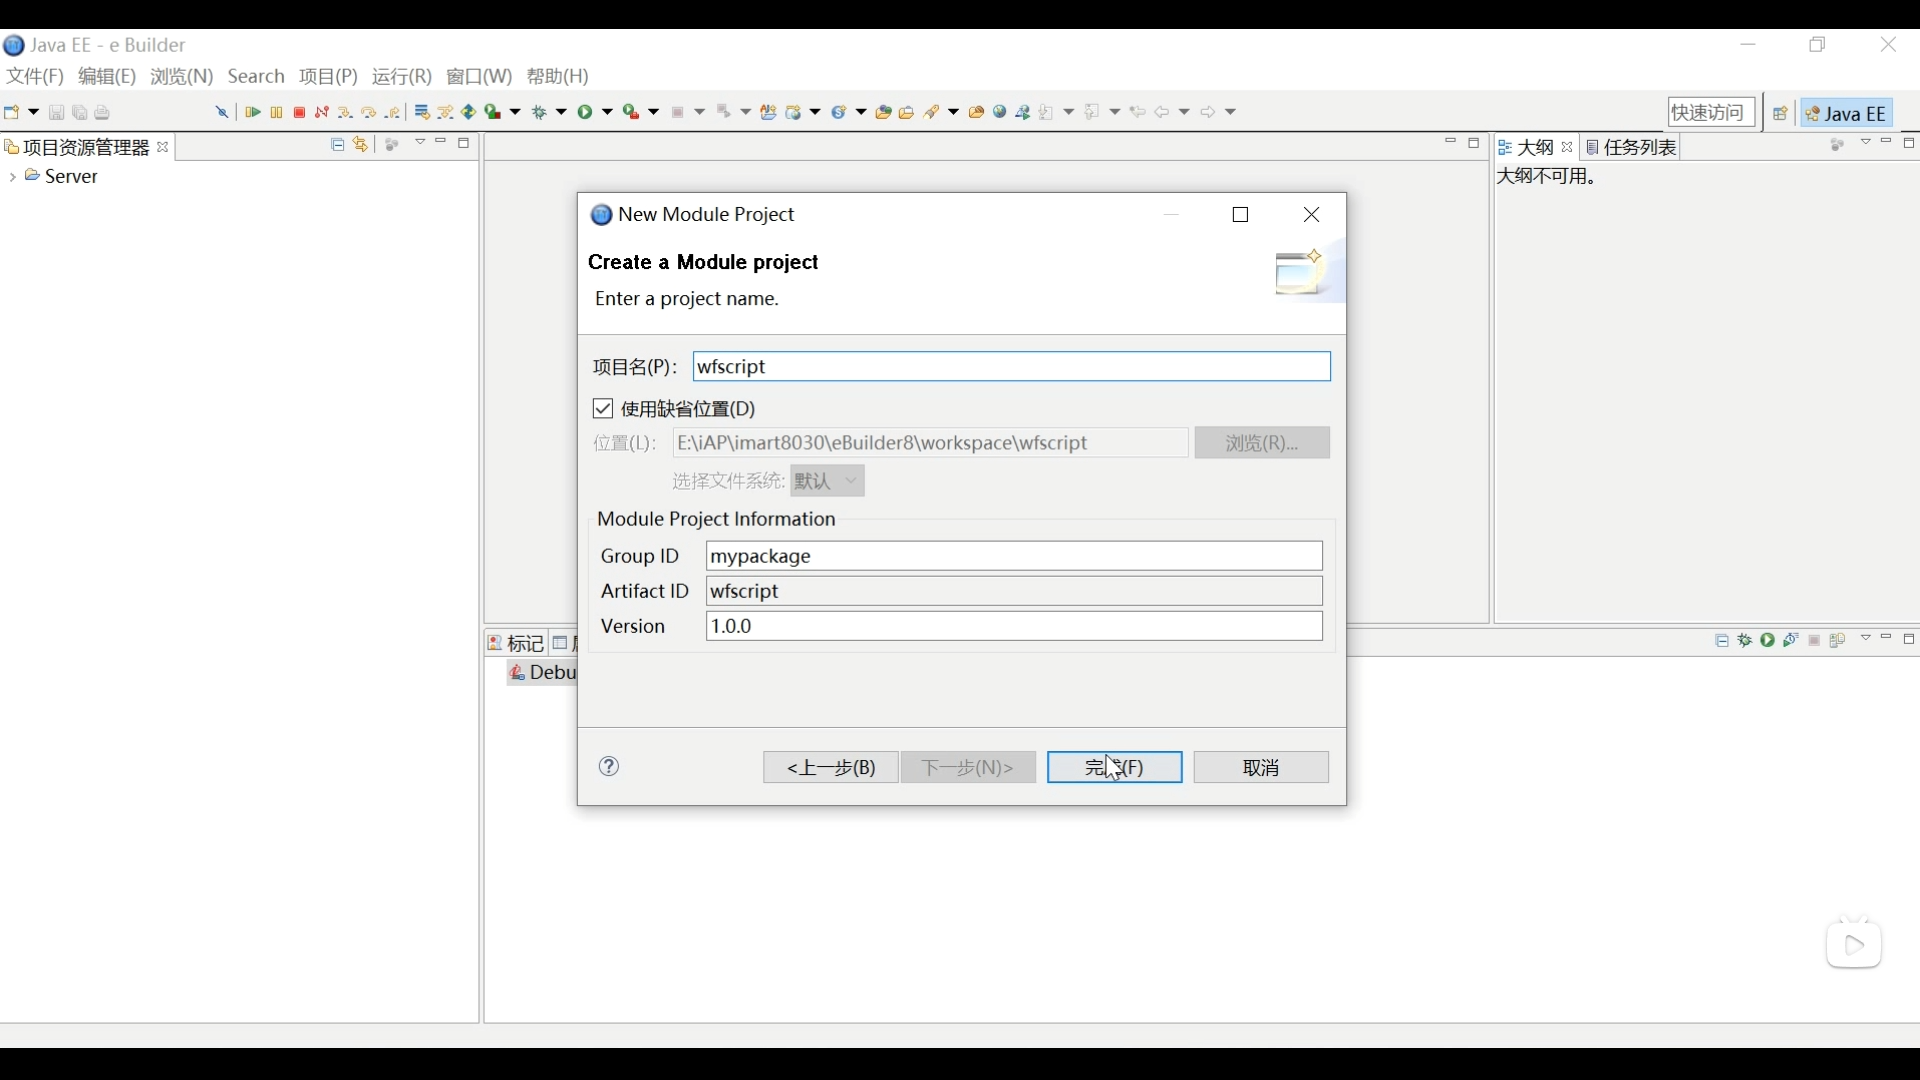 Java EE - e Builder
文件(F) 编辑(E) 浏览(N) Search 项目(P) 运行(R) 窗口(W) 帮助(H)
快速访问 Java EE
项目资源管理器
大纲 任务列表
Server
大纲不可用。
New Module Project
Create a Module project
Enter a project name.
项目名(P): wfscript
使用缺省位置(D)
位置(L): E:\iAP\imart8030\eBuilder8\workspace\wfscript 浏览(R)...
选择文件系统: 默认
Module Project Information
Group ID mypackage
Artifact ID wfscript
Version 1.0.0
标记
Debu
<上一步(B) 下一步(N)> 完成(F) 取消